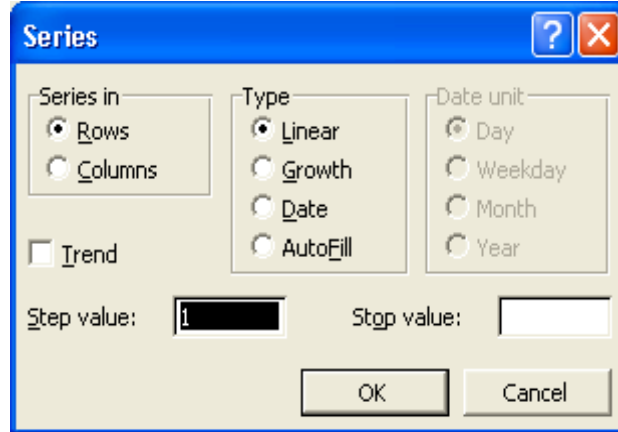 Series ?
Series in
Rows
Columns
Trend
Type
Linear
Growth
Date
AutoFill
Date unit
Day
Weekday
Month
Year
Step value: 1
Stop value:
OK
Cancel